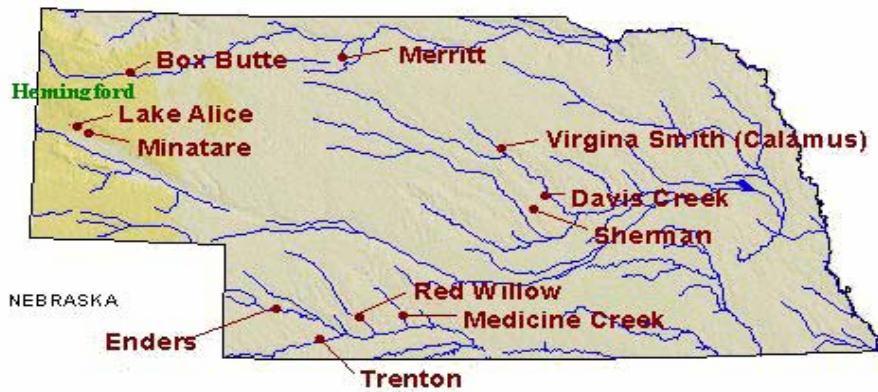 Box Butte
Merritt
Hemingford
Lake Alice
Minatare
Virgina Smith (Calamus)
Davis Creek
Sherman
NEBRASKA
Red Willow
Medicine Creek
Enders
Trenton